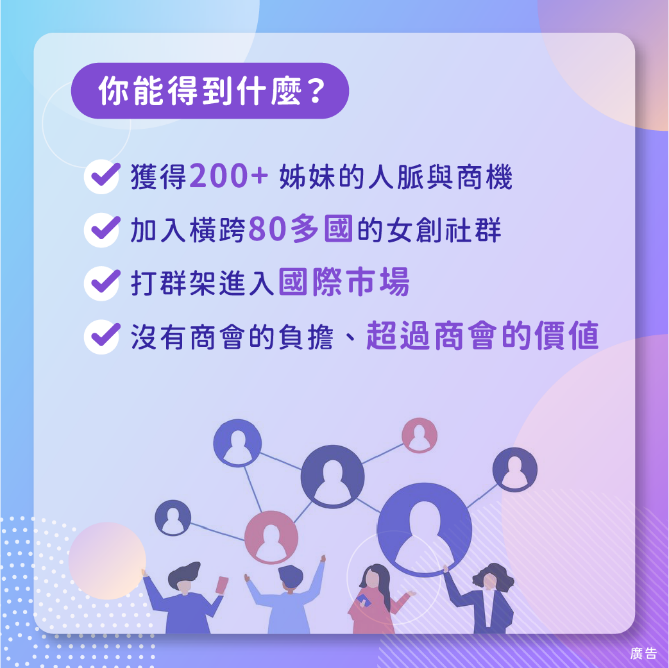 你能得到什麼？
獲得200+ 姊妹的人脈與商機
加入橫跨80多國的女創社群
打群架進入國際市場
沒有商會的負擔、超過商會的價值
廣告